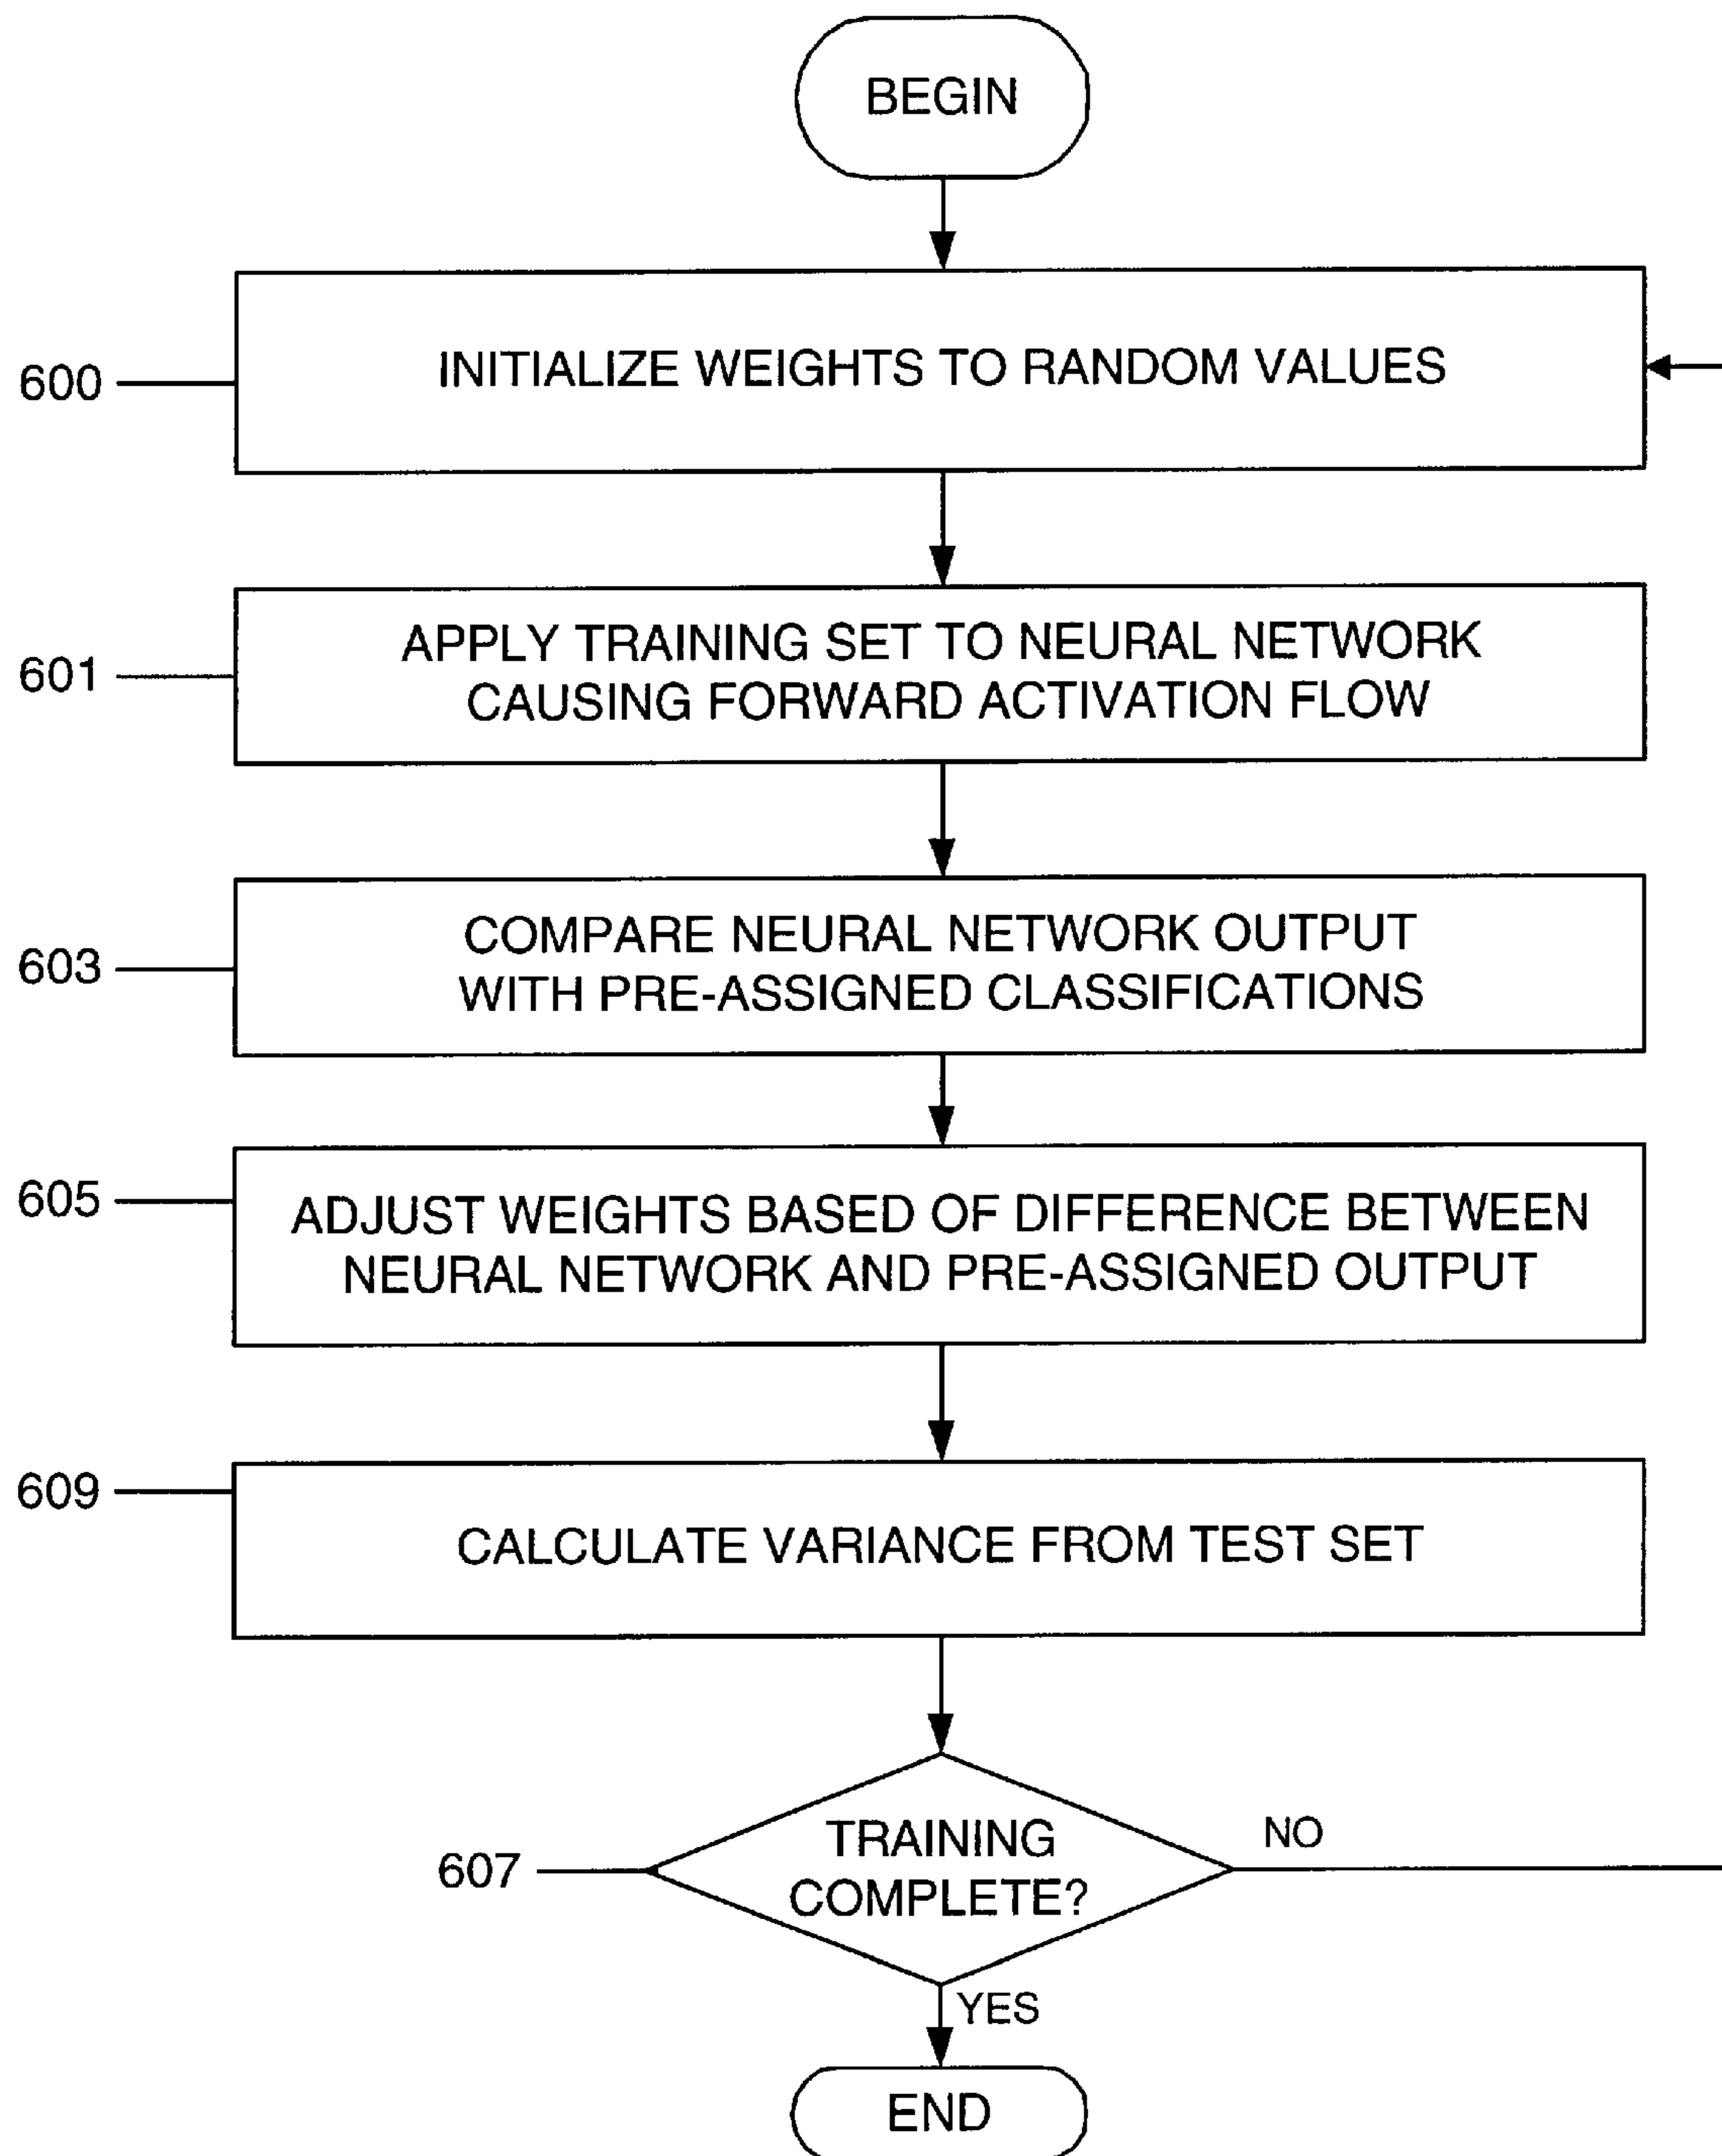 BEGIN
600
INITIALIZE WEIGHTS TO RANDOM VALUES
601
APPLY TRAINING SET TO NEURAL NETWORK
CAUSING FORWARD ACTIVATION FLOW
603
COMPARE NEURAL NETWORK OUTPUT
WITH PRE-ASSIGNED CLASSIFICATIONS
605
ADJUST WEIGHTS BASED OF DIFFERENCE BETWEEN
NEURAL NETWORK AND PRE-ASSIGNED OUTPUT
609
CALCULATE VARIANCE FROM TEST SET
607
TRAINING
COMPLETE?
NO
YES
END